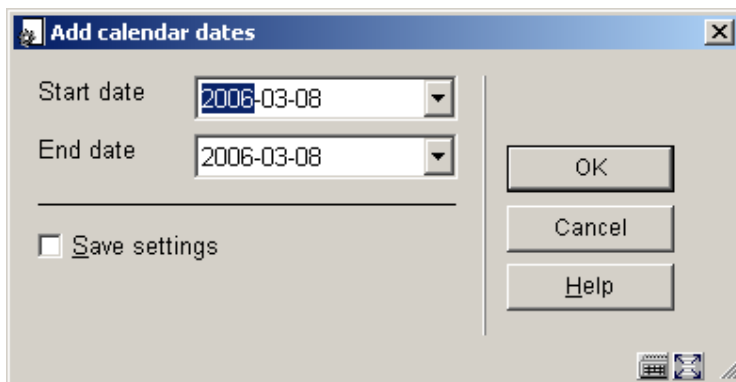 Add calendar dates
Start date 2006-03-08
End date 2006-03-08
OK
Save settings
Cancel
Help